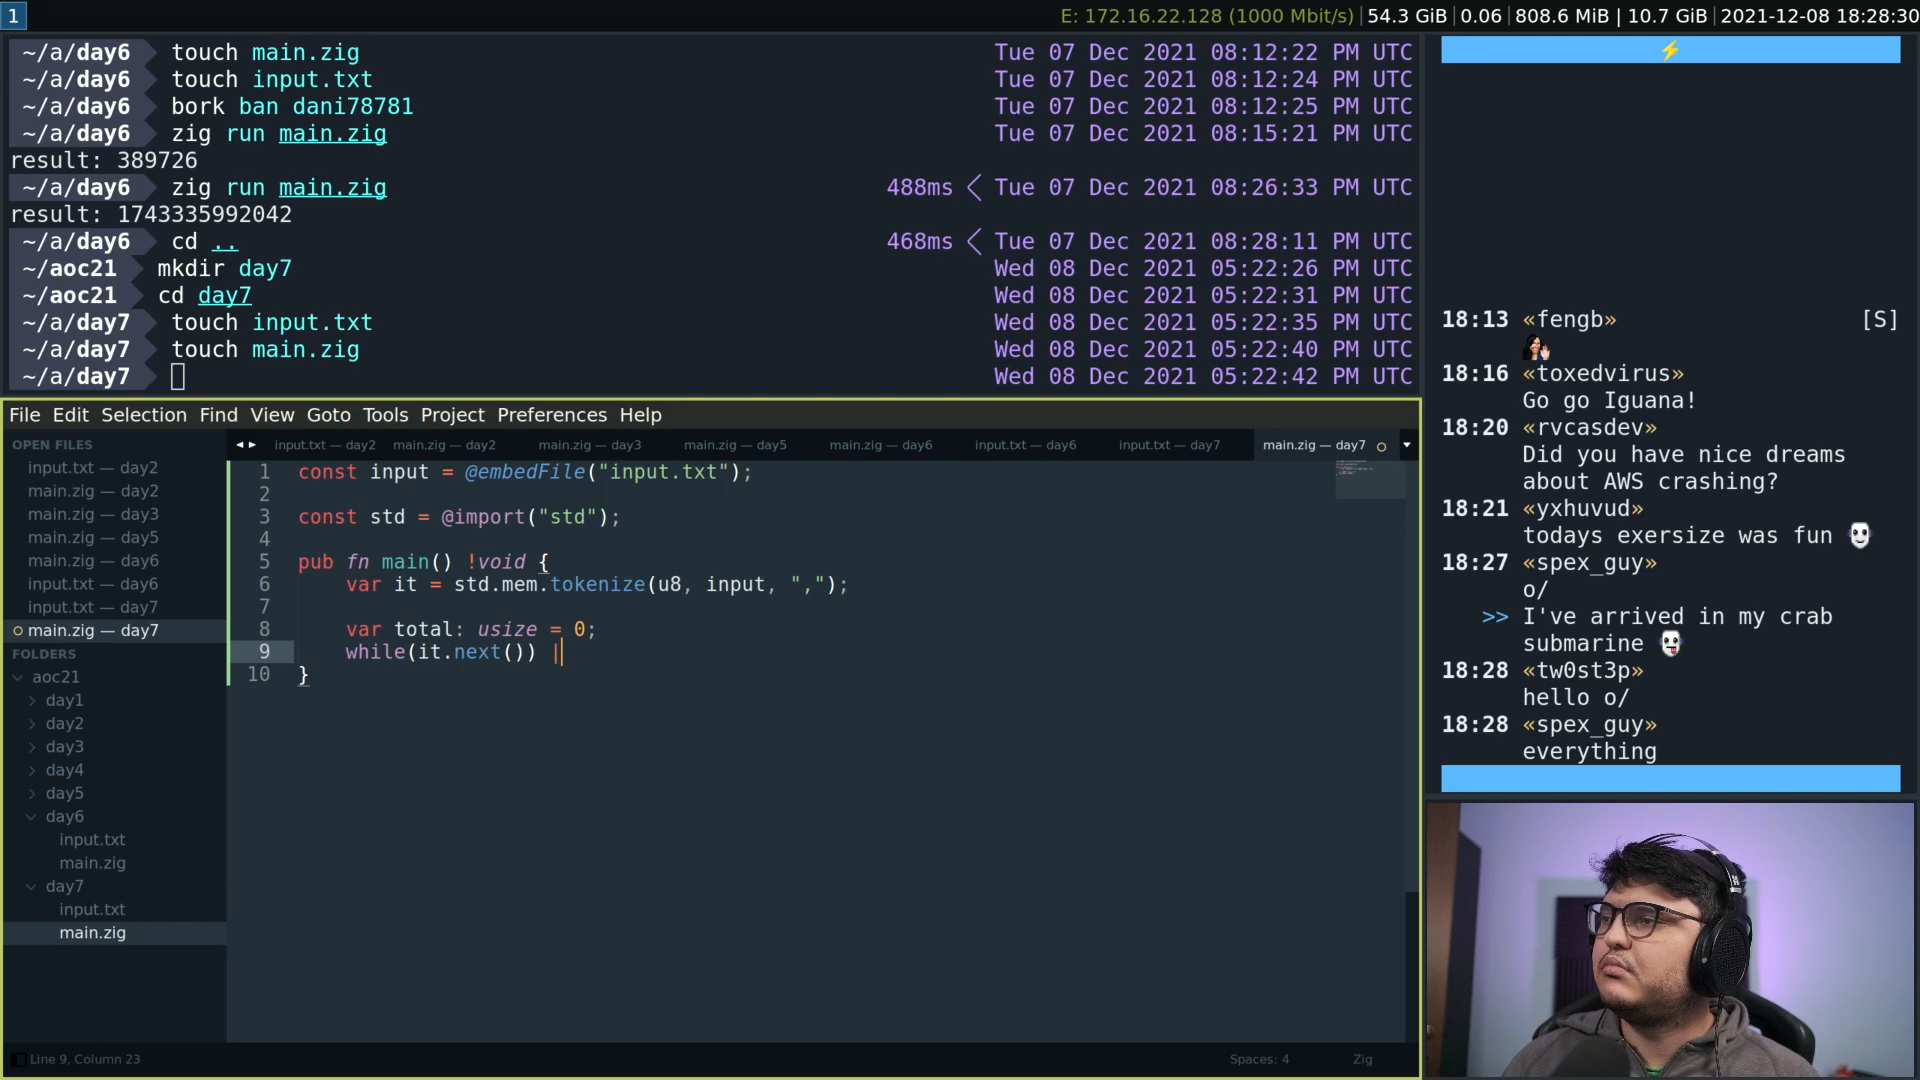 1
E: 172.16.22.128 (1000 Mbit/s) | 54.3 GiB | 0.06 | 808.6 MiB | 10.7 GiB | 2021-12-08 18:28:30
~/a/day6 touch main.zig Tue 07 Dec 2021 08:12:22 PM UTC
~/a/day6 touch input.txt Tue 07 Dec 2021 08:12:24 PM UTC
~/a/day6 bork ban dani78781 Tue 07 Dec 2021 08:12:25 PM UTC
~/a/day6 zig run main.zig Tue 07 Dec 2021 08:15:21 PM UTC
result: 389726
~/a/day6 zig run main.zig 488ms < Tue 07 Dec 2021 08:26:33 PM UTC
result: 1743335992042
~/a/day6 cd .. 468ms < Tue 07 Dec 2021 08:28:11 PM UTC
~/aoc21 mkdir day7 Wed 08 Dec 2021 05:22:26 PM UTC
~/aoc21 cd day7 Wed 08 Dec 2021 05:22:31 PM UTC
~/a/day7 touch input.txt Wed 08 Dec 2021 05:22:35 PM UTC
~/a/day7 touch main.zig Wed 08 Dec 2021 05:22:40 PM UTC
~/a/day7 Wed 08 Dec 2021 05:22:42 PM UTC
File Edit Selection Find View Goto Tools Project Preferences Help
OPEN FILES
input.txt — day2
main.zig — day2
main.zig — day3
main.zig — day5
main.zig — day6
input.txt — day6
input.txt — day7
main.zig — day7
FOLDERS
aoc21
day1
day2
day3
day4
day5
day6
input.txt
main.zig
day7
input.txt
main.zig
input.txt — day2 main.zig — day2 main.zig — day3 main.zig — day5 main.zig — day6 input.txt — day6 input.txt — day7 main.zig — day7
1 const input = @embedFile("input.txt");
2
3 const std = @import("std");
4
5 pub fn main() !void {
6 var it = std.mem.tokenize(u8, input, ",");
7
8 var total: usize = 0;
9 while(it.next()) |
10 }
Line 9, Column 23
Spaces: 4 Zig
⚡
18:13 «fengb» [S]
18:16 «toxedvirus»
Go go Iguana!
18:20 «rvcasdev»
Did you have nice dreams
about AWS crashing?
18:21 «yxhuvud»
todays exersize was fun
18:27 «spex_guy»
o/
>> I've arrived in my crab
submarine
18:28 «tw0st3p»
hello o/
18:28 «spex_guy»
everything